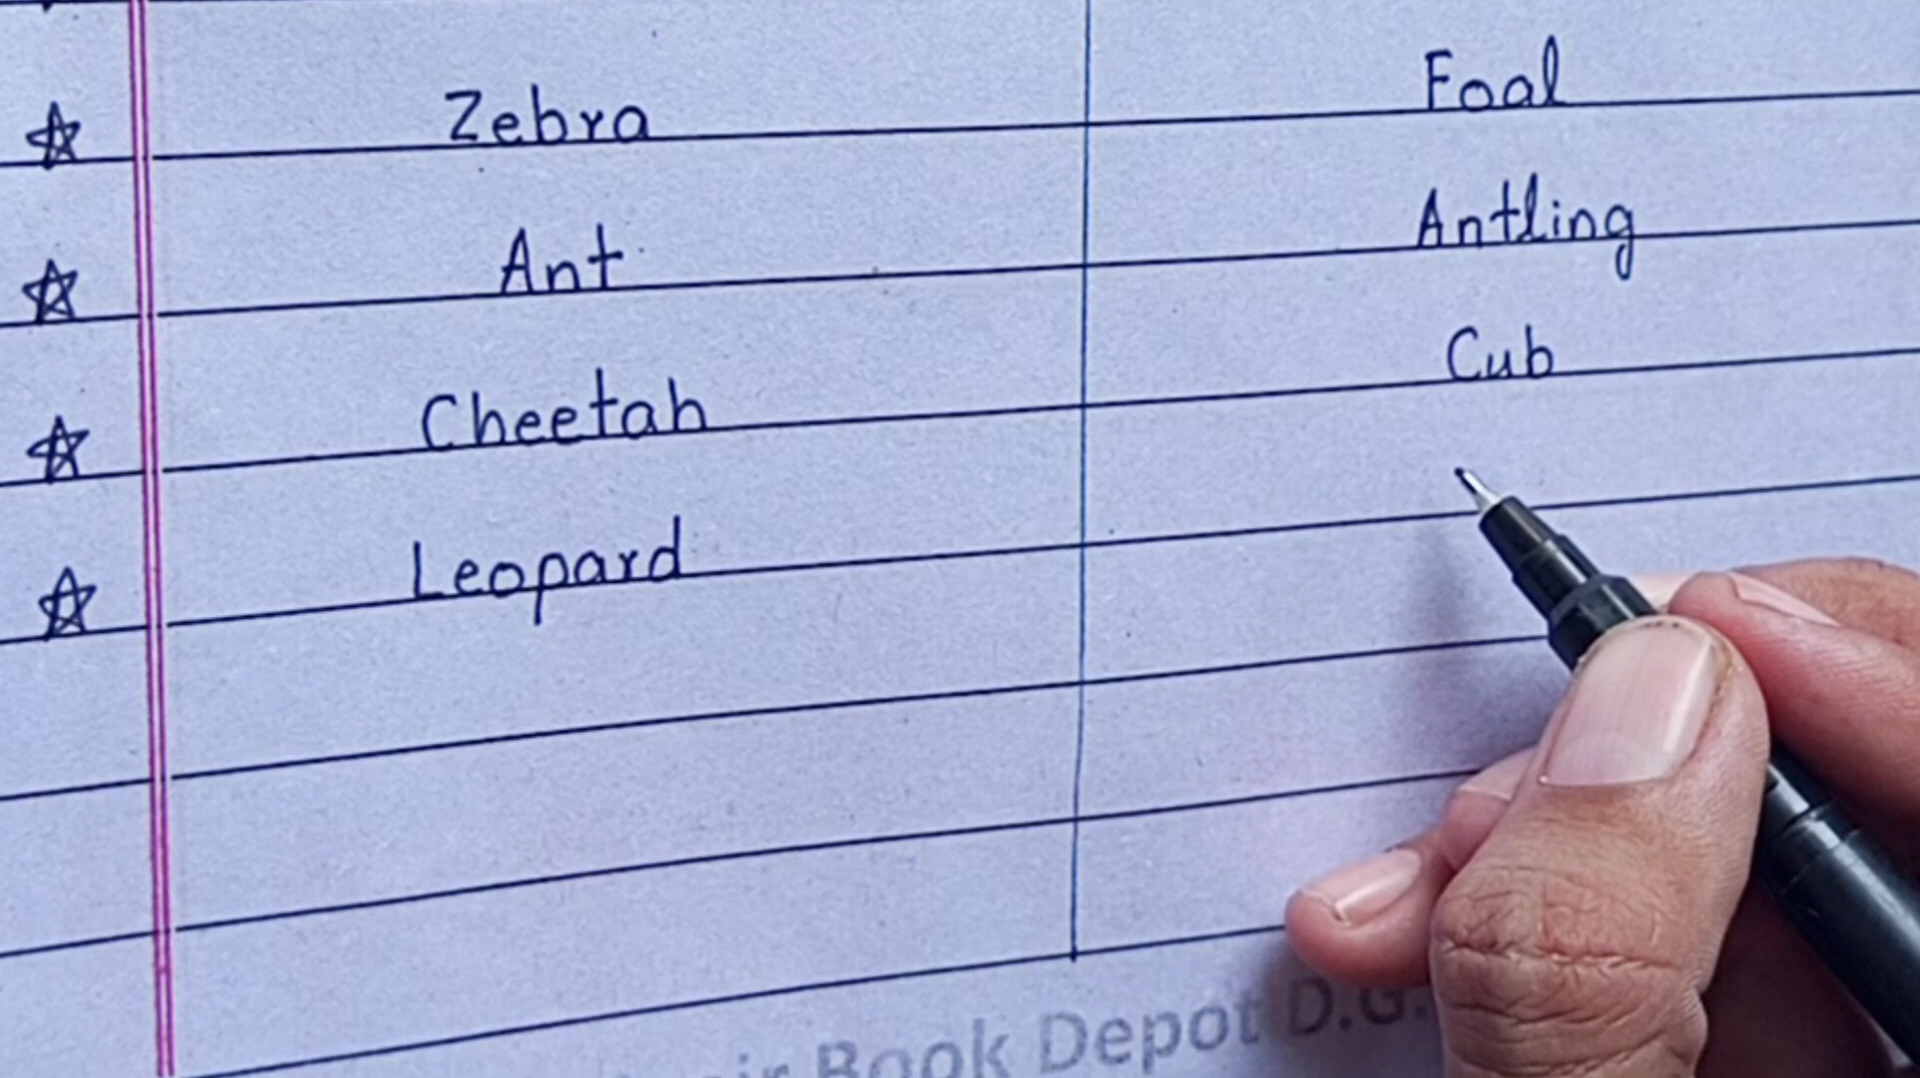 ☆ Zebra Foal
☆ Ant Antling
☆ Cheetah Cub
☆ Leopard
Book Depot D.G.